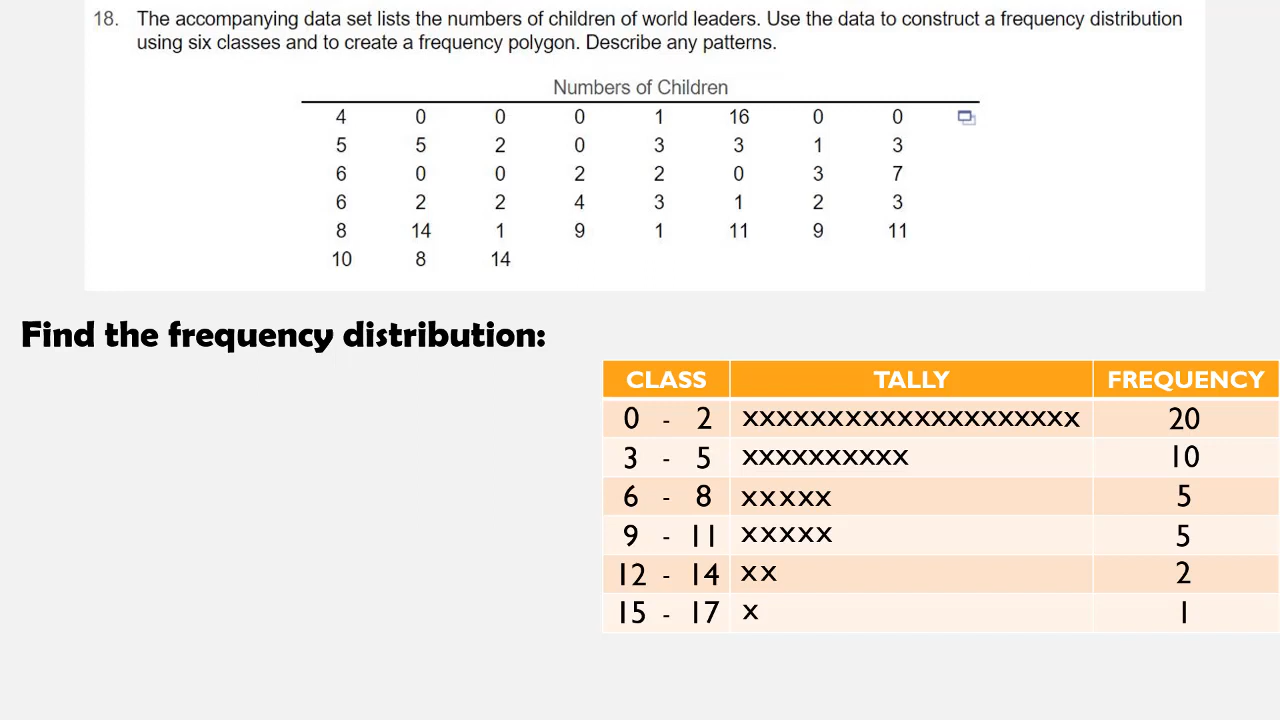 18. The accompanying data set lists the numbers of children of world leaders. Use the data to construct a frequency distribution
using six classes and to create a frequency polygon. Describe any patterns.
Numbers of Children
4 0 0 0 1 16 0 0
5 5 2 0 3 3 1 3
6 0 0 2 2 0 3 7
6 2 2 4 3 1 2 3
8 14 1 9 1 11 9 11
10 8 14
Find the frequency distribution:
CLASS TALLY FREQUENCY
0 - 2 xxxxxxxxxxxxxxxxxxxx 20
3 - 5 xxxxxxxxxx 10
6 - 8 xxxxx 5
9 - 11 xxxxx 5
12 - 14 xx 2
15 - 17 x 1